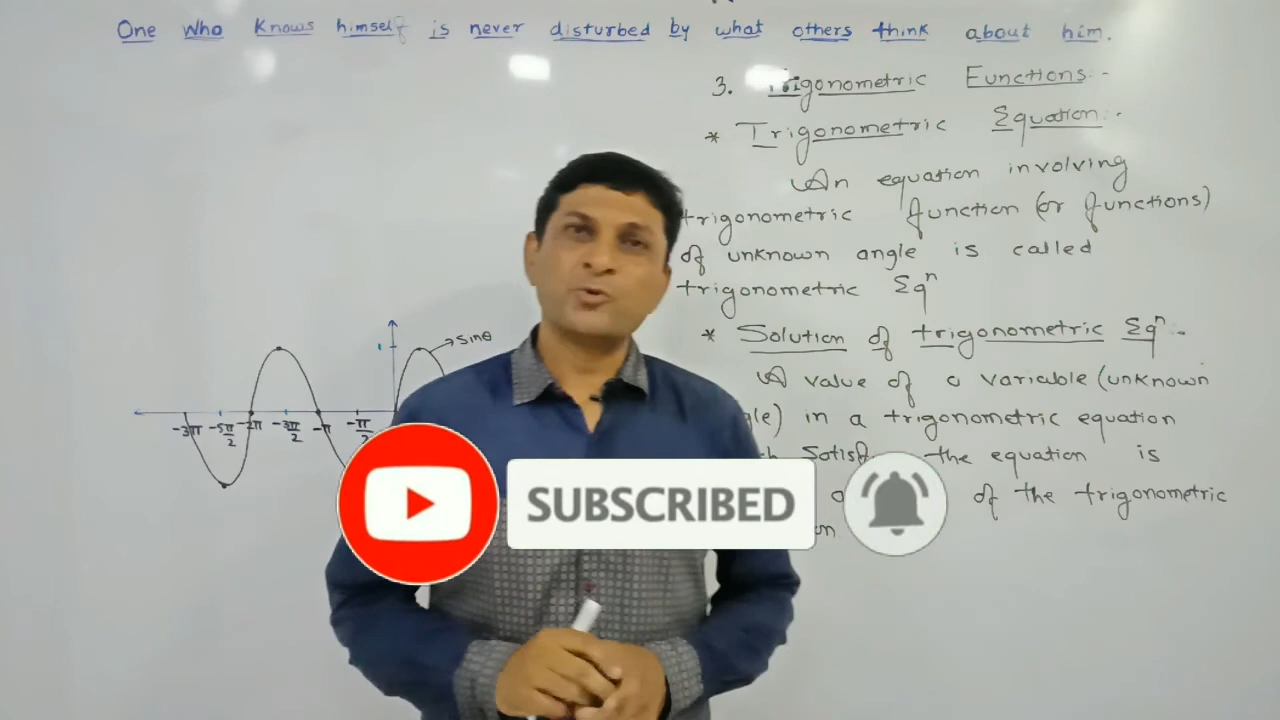 One who knows himself is never disturbed by what others think about him.
3. Trigonometric Functions :-
* Trigonometric Equation :-
An equation involving
trigonometric function (or functions)
of unknown angle is called
trigonometric Eqⁿ
* Solution of trigonometric Eqⁿ :-
A value of a variable (unknown
in a trigonometric equation
the equation is
of the trigonometric
1
sinθ
-3π -5π/2 -2π -3π/2 -π -π/2
SUBSCRIBED